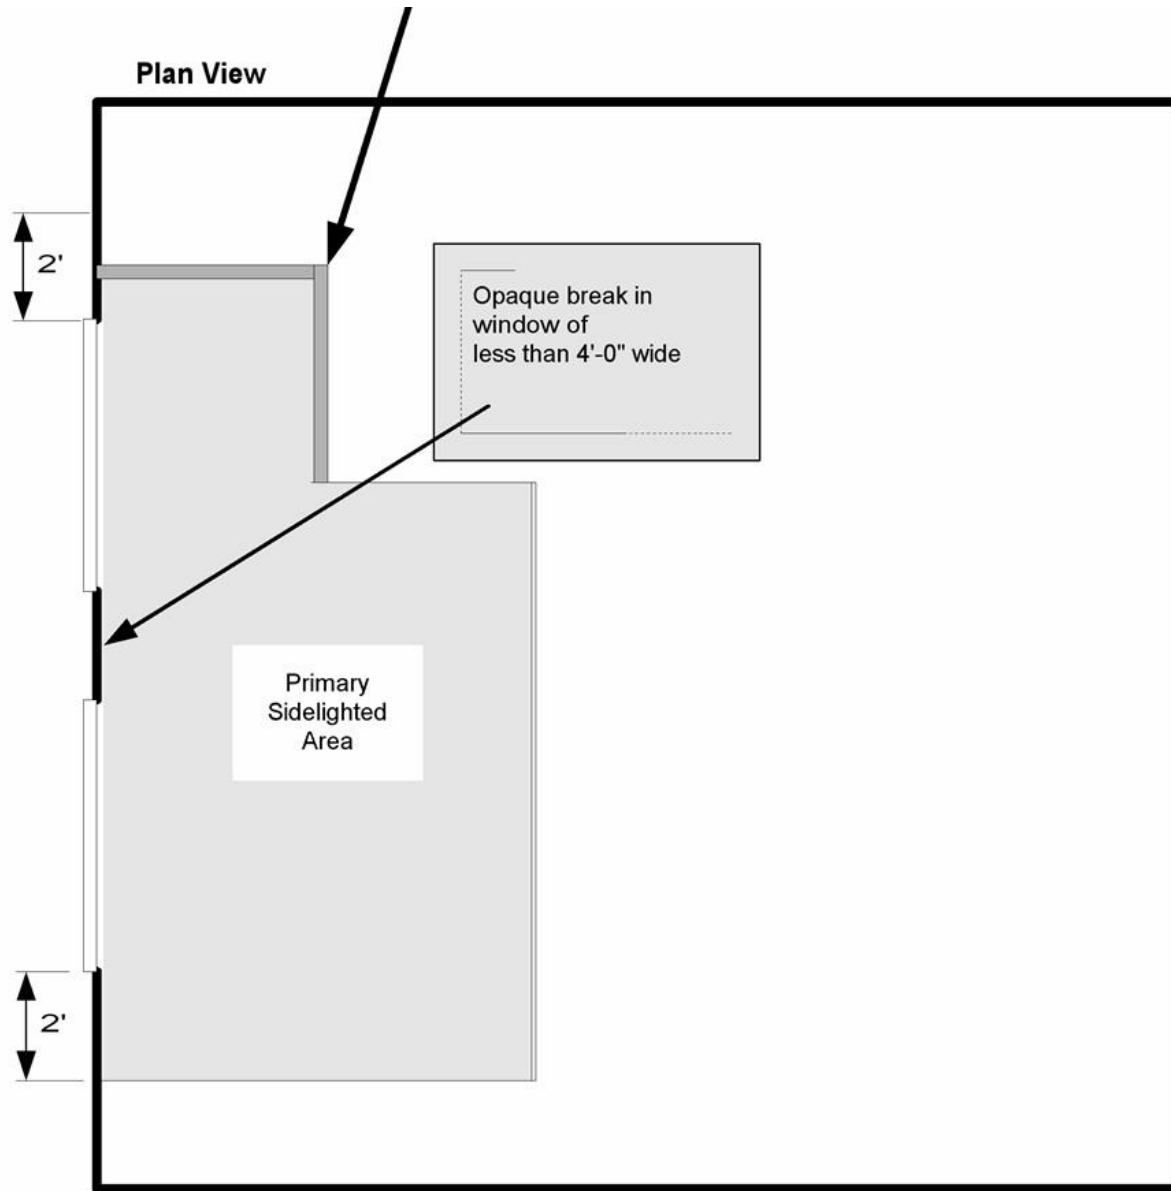 Plan View
2'
Opaque break in
window of
less than 4'-0" wide
Primary
Sidelighted
Area
2'